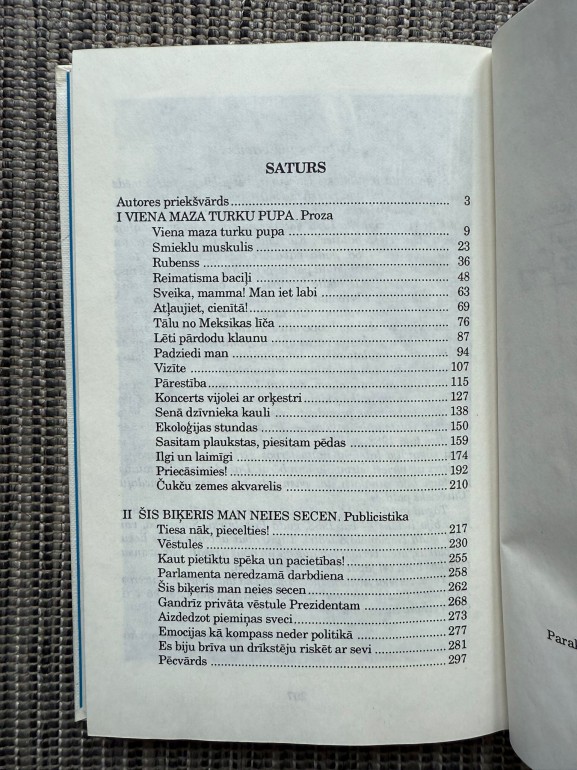 SATURS
Autores priekšvārds 3
I VIENA MAZA TURKU PUPA. Proza
Viena maza turku pupa 9
Smieklu muskulis 23
Rubenss 36
Reimatisma baciļi 48
Sveika, mamma! Man iet labi 63
Atļaujiet, cienītā! 69
Tālu no Meksikas līča 76
Lēti pārdodu klaunu 87
Padziedi man 94
Vizīte 107
Pārestība 115
Koncerts vijolei ar orķestri 127
Senā dzīvnieka kauli 138
Ekoloģijas stundas 150
Sasitam plaukstas, piesitam pēdas 159
Ilgi un laimīgi 174
Priecāsimies! 192
Čukču zemes akvarelis 210
II ŠIS BIĶERIS MAN NEIES SECEN. Publicistika
Tiesa nāk, piecelties! 217
Vēstules 230
Kaut pietiktu spēka un pacietības! 255
Parlamenta neredzamā darbdiena 258
Šis biķeris man neies secen 262
Gandrīz privāta vēstule Prezidentam 268
Aizdedzot piemiņas sveci 273
Emocijas kā kompass neder politikā 277
Es biju brīva un drīkstēju riskēt ar sevi 281
Pēcvārds 297
Paral